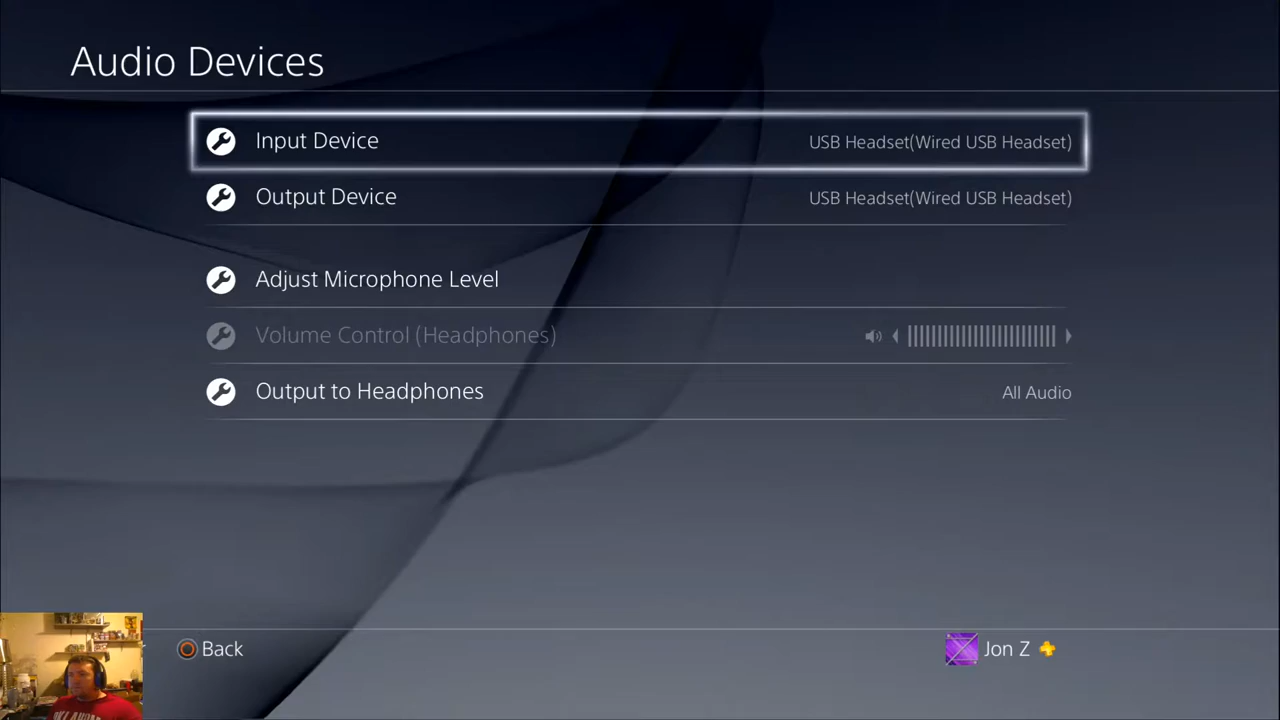 Audio Devices
Input Device USB Headset(Wired USB Headset)
Output Device USB Headset(Wired USB Headset)
Adjust Microphone Level
Volume Control (Headphones)
Output to Headphones All Audio
Back Jon Z
OKLAHOMA